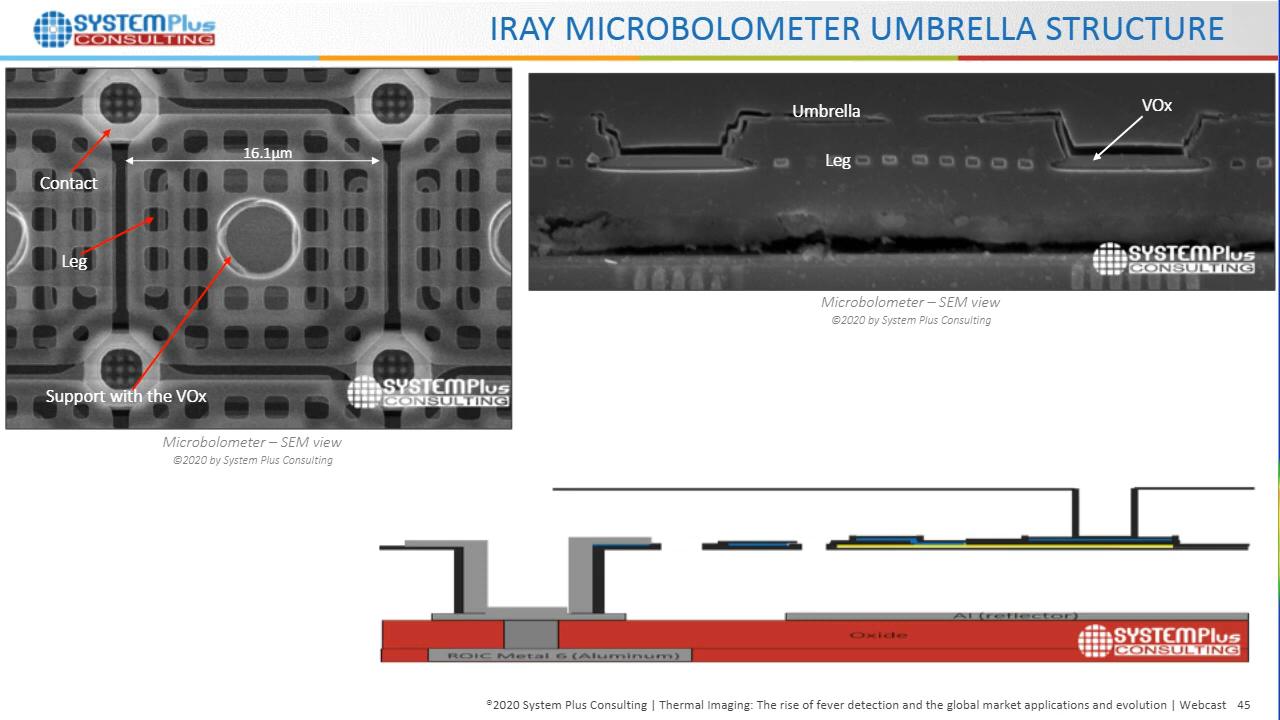 SYSTEMPlus
CONSULTING
IRAY MICROBOLOMETER UMBRELLA STRUCTURE
16.1µm
Contact
Leg
Support with the VOx
SYSTEMPlus
CONSULTING
Microbolometer – SEM view
©2020 by System Plus Consulting
Umbrella
VOx
Leg
SYSTEMPlus
CONSULTING
Microbolometer – SEM view
©2020 by System Plus Consulting
Al (reflector)
Oxide
SYSTEMPlus
CONSULTING
ROIC Metal 6 (Aluminum)
©2020 System Plus Consulting | Thermal Imaging: The rise of fever detection and the global market applications and evolution | Webcast 45